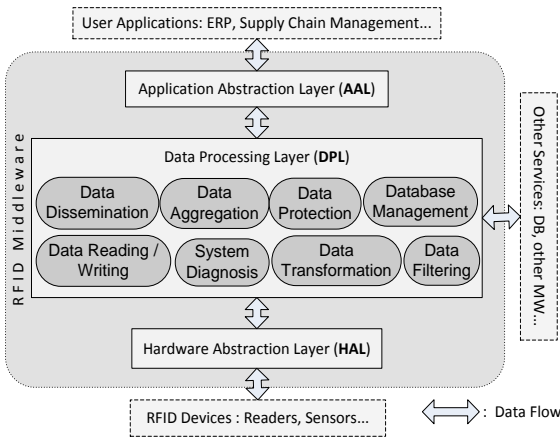 User Applications: ERP, Supply Chain Management...
Application Abstraction Layer (AAL)
RFID Middleware
Data Processing Layer (DPL)
Data
Dissemination
Data
Aggregation
Data
Protection
Database
Management
Data Reading /
Writing
System
Diagnosis
Data
Transformation
Data
Filtering
Other Services: DB,
other MW...
Hardware Abstraction Layer (HAL)
RFID Devices : Readers, Sensors...
: Data Flow